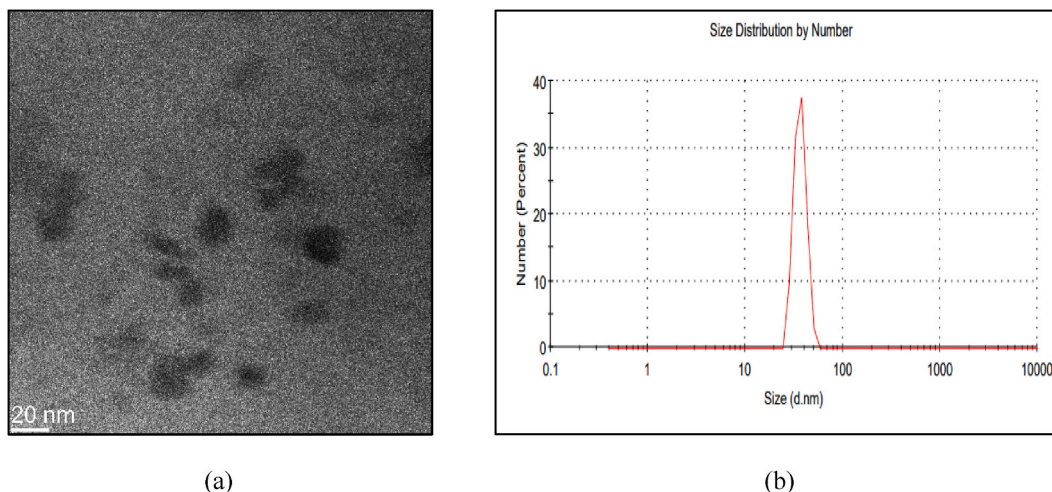 20 nm
(a)
Size Distribution by Number
Number (Percent)
40
30
20
10
0
0.1 1 10 100 1000 10000
Size (d.nm)
(b)